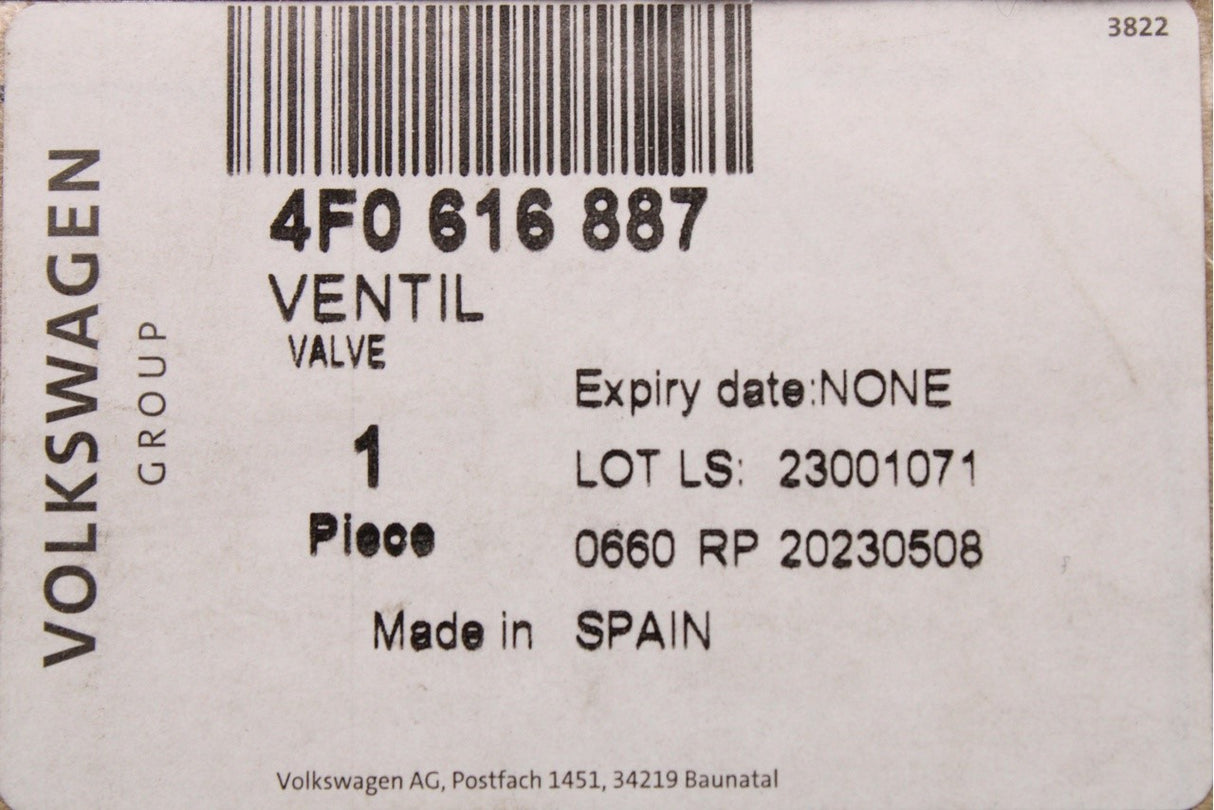 3822
VOLKSWAGEN
GROUP
4F0 616 887
VENTIL
VALVE
1
Piece
Expiry date:NONE
LOT LS: 23001071
0660 RP 20230508
Made in SPAIN
Volkswagen AG, Postfach 1451, 34219 Baunatal